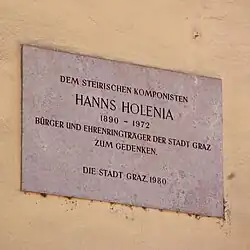 DEM STEIRISCHEN KOMPONISTEN
HANNS HOLENIA
1890 - 1972
BÜRGER UND EHRENRINGTRÄGER DER STADT GRAZ
ZUM GEDENKEN.
DIE STADT GRAZ, 1980